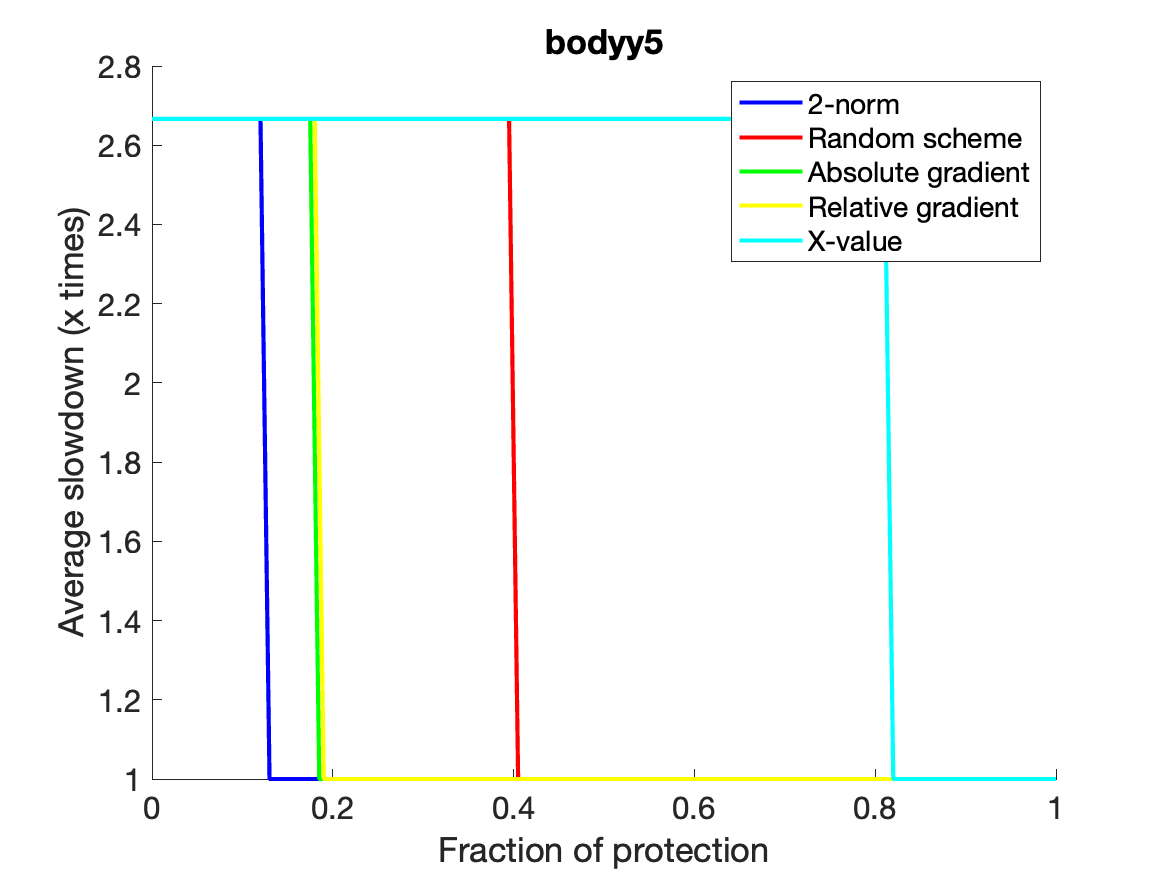 bodyy5
2.8
2.6
2.4
2.2
2
1.8
1.6
1.4
1.2
1
Average slowdown (x times)
2-norm
Random scheme
Absolute gradient
Relative gradient
X-value
0 0.2 0.4 0.6 0.8 1
Fraction of protection